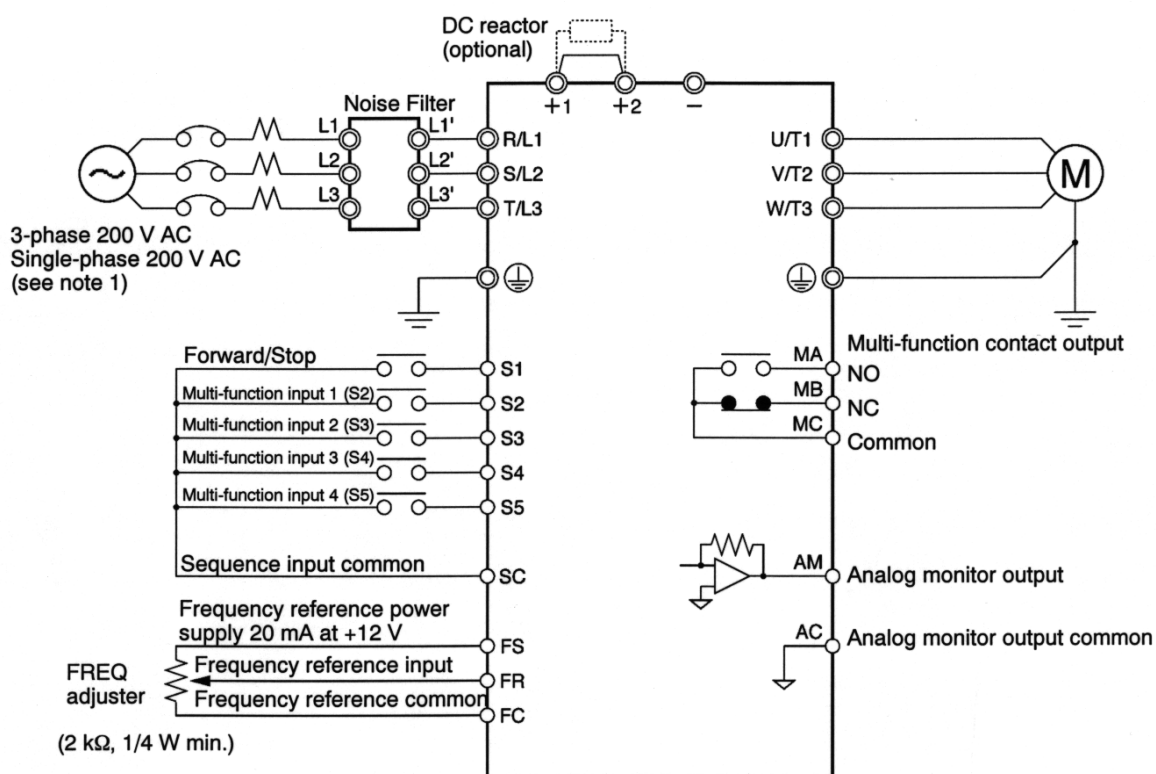 DC reactor
(optional)
+1
+2
−
Noise Filter
L1
L1'
R/L1
L2
L2'
S/L2
L3
L3'
T/L3
U/T1
V/T2
W/T3
M
3-phase 200 V AC
Single-phase 200 V AC
(see note 1)
Forward/Stop
S1
Multi-function input 1 (S2)
S2
Multi-function input 2 (S3)
S3
Multi-function input 3 (S4)
S4
Multi-function input 4 (S5)
S5
Sequence input common
SC
Frequency reference power
supply 20 mA at +12 V
FS
Frequency reference input
FR
Frequency reference common
FC
FREQ
adjuster
(2 kΩ, 1/4 W min.)
Multi-function contact output
MA
NO
MB
NC
MC
Common
AM
Analog monitor output
AC
Analog monitor output common